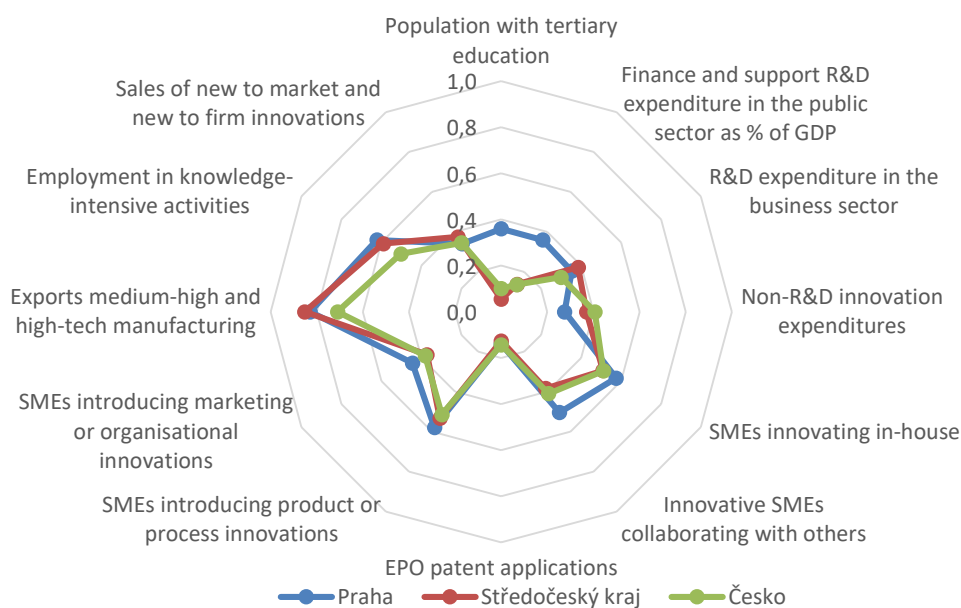 Population with tertiary
education
Finance and support R&D
expenditure in the public
sector as % of GDP
R&D expenditure in the
business sector
Non-R&D innovation
expenditures
SMEs innovating in-house
Innovative SMEs
collaborating with others
EPO patent applications
SMEs introducing product or
process innovations
SMEs introducing marketing
or organisational
innovations
Exports medium-high and
high-tech manufacturing
Employment in knowledge-
intensive activities
Sales of new to market and
new to firm innovations
1,0
0,8
0,6
0,4
0,2
0,0
Praha
Středočeský kraj
Česko